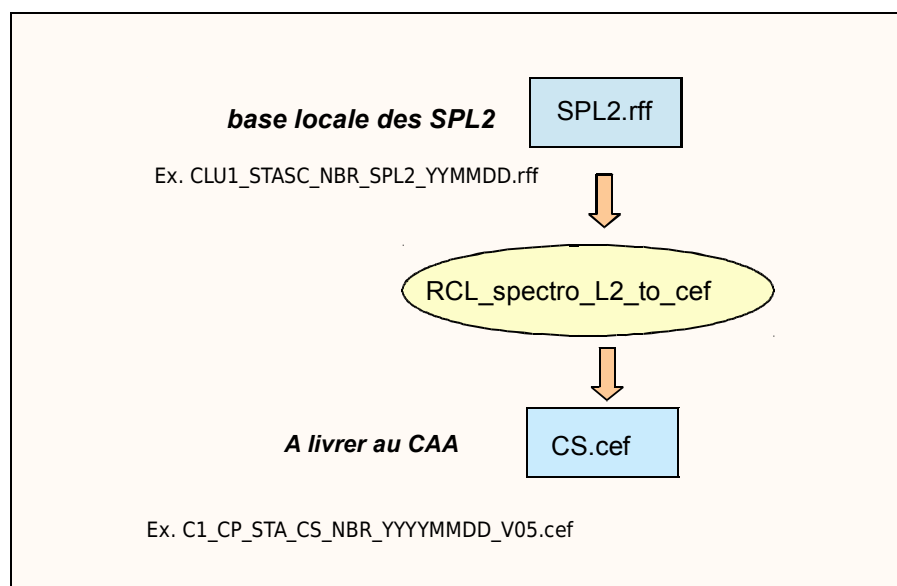 base locale des SPL2
SPL2.rff
Ex. CLU1_STASC_NBR_SPL2_YYMMDD.rff
RCL_spectro_L2_to_cef
A livrer au CAA
CS.cef
Ex. C1_CP_STA_CS_NBR_YYYYMMDD_V05.cef